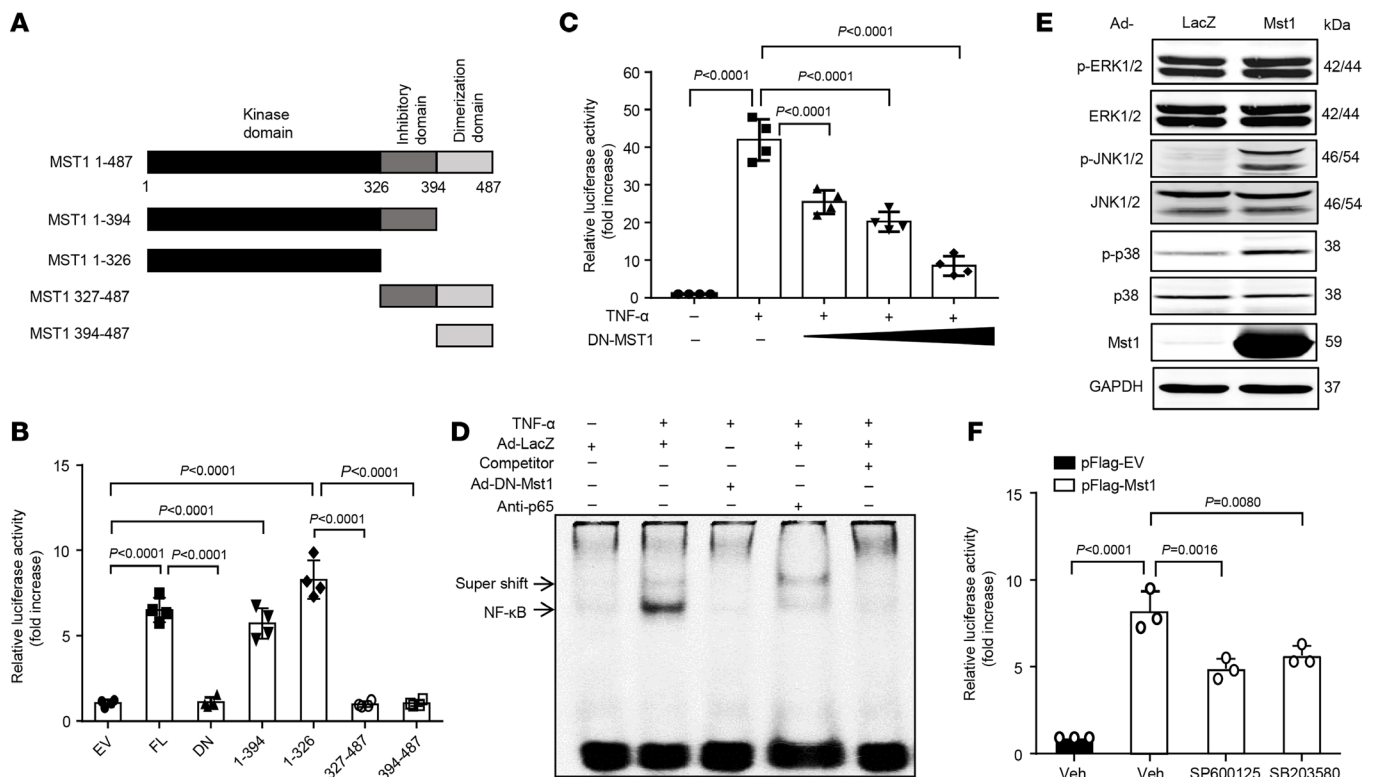 A
Kinase
domain
Inhibitory
domain
Dimerization
domain
MST1 1-487
1
326
394
487
MST1 1-394
MST1 1-326
MST1 327-487
MST1 394-487
B
Relative luciferase activity
(fold increase)
15
10
5
0
P<0.0001
P<0.0001
P<0.0001
P<0.0001
P<0.0001
P<0.0001
EV
FL
DN
1-394
1-326
327-487
394-487
C
Relative luciferase activity
(fold increase)
60
50
40
30
20
10
0
P<0.0001
P<0.0001
P<0.0001
P<0.0001
TNF-α – + + + +
DN-MST1 – –
D
TNF-α – + + + +
Ad-LacZ + + – + +
Competitor – – – – +
Ad-DN-Mst1 – – + – –
Anti-p65 – – – + –
Super shift
NF-κB
E
Ad- LacZ Mst1 kDa
p-ERK1/2 42/44
ERK1/2 42/44
p-JNK1/2 46/54
JNK1/2 46/54
p-p38 38
p38 38
Mst1 59
GAPDH 37
F
pFlag-EV
pFlag-Mst1
Relative luciferase activity
(fold increase)
15
10
5
0
P=0.0080
P<0.0001
P=0.0016
Veh Veh SP600125 SB203580